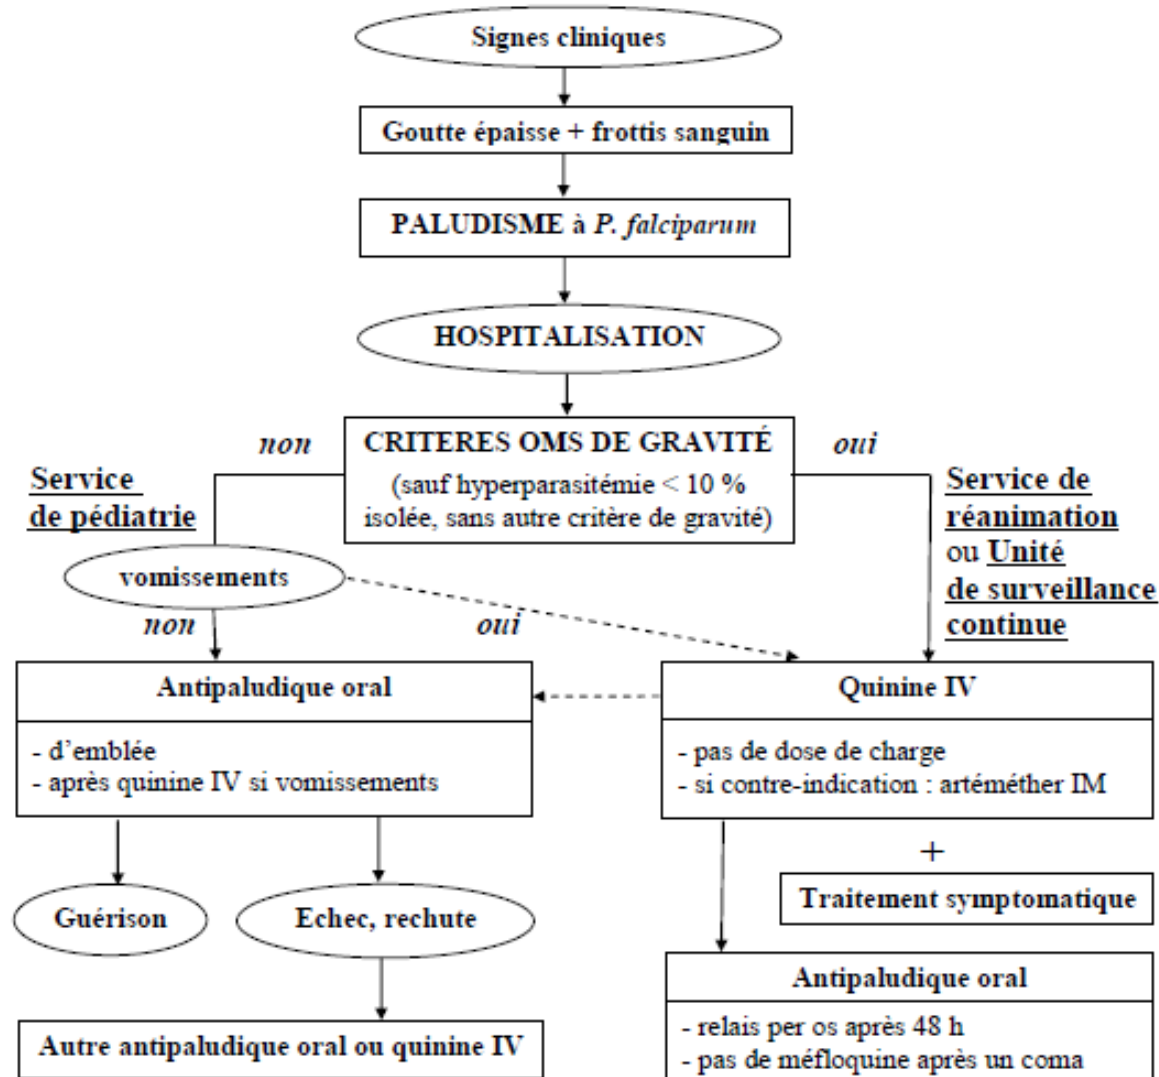 Signes cliniques
Goutte épaisse + frottis sanguin
PALUDISME à P. falciparum
HOSPITALISATION
non
CRITERES OMS DE GRAVITÉ
(sauf hyperparasitémie < 10 %
isolée, sans autre critère de gravité)
oui
Service
de pédiatrie
Service de
réanimation
ou Unité
de surveillance
continue
vomissements
non
oui
Antipaludique oral
- d'emblée
- après quinine IV si vomissements
Quinine IV
- pas de dose de charge
- si contre-indication : artéméther IM
+
Traitement symptomatique
Guérison
Echec, rechute
Autre antipaludique oral ou quinine IV
Antipaludique oral
- relais per os après 48 h
- pas de méfloquine après un coma